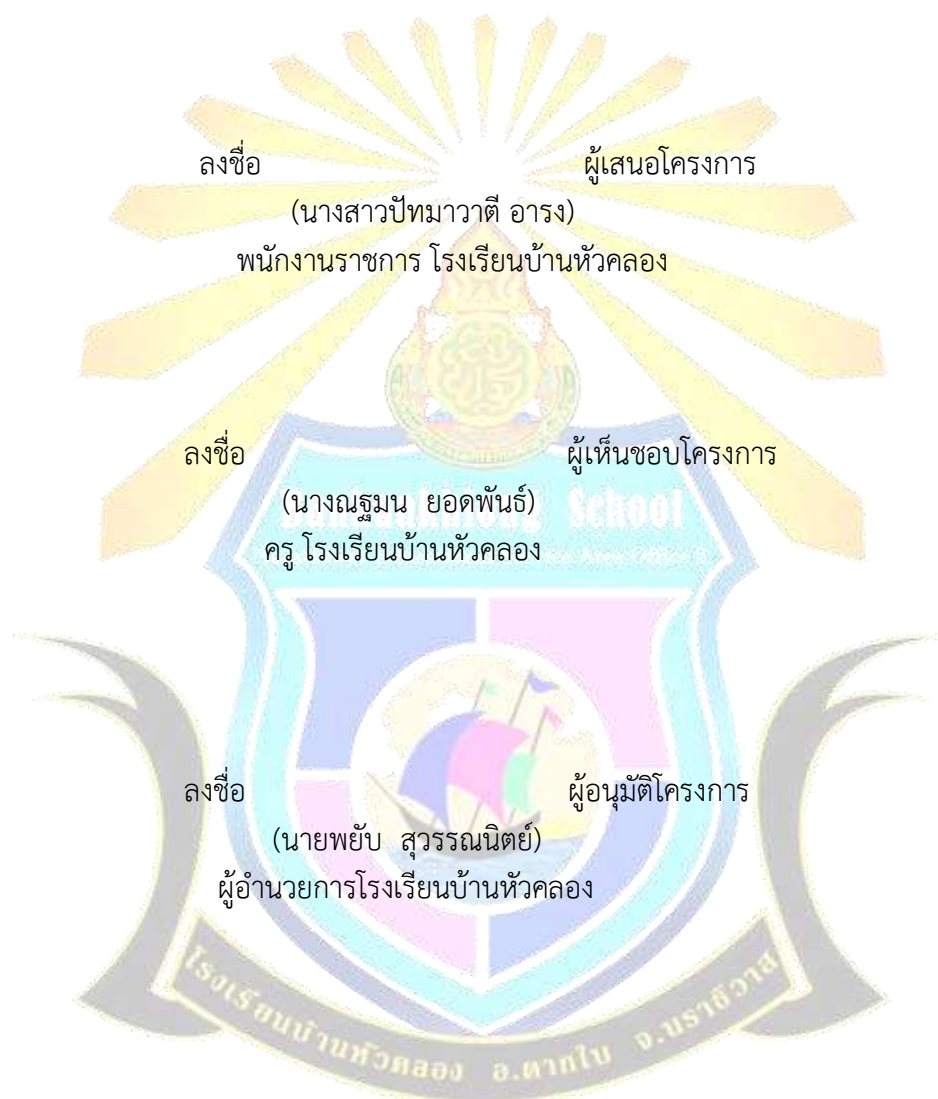 ลงชื่อ ผู้เสนอโครงการ
(นางสาวปัทมาวาตี อารง)
พนักงานราชการ โรงเรียนบ้านหัวคลอง
ลงชื่อ ผู้เห็นชอบโครงการ
(นางณฐมน ยอดพันธ์)
School
ครู โรงเรียนบ้านหัวคลอง
ลงชื่อ ผู้อนุมัติโครงการ
(นายพยับ สุวรรณนิตย์)
ผู้อำนวยการโรงเรียนบ้านหัวคลอง
โรงเรียนบ้านหัวคลอง อ.ตากใบ จ.นราธิวาส